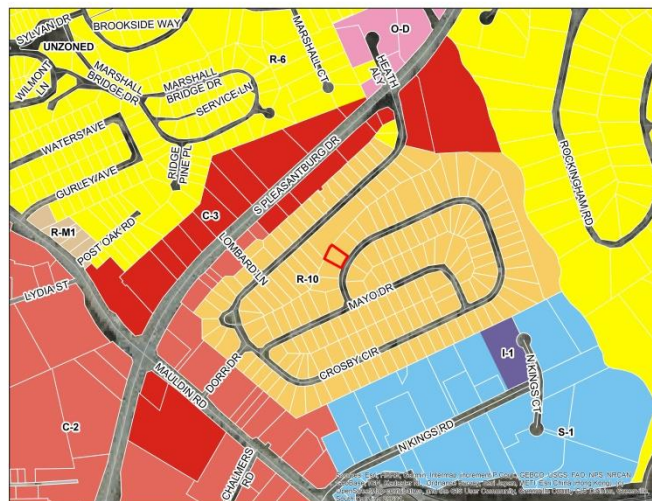 SYLVAN DR
BROOKSIDE WAY
UNZONED
WILMONT
LN
MARSHALL
BRIDGE DR
MARSHALL
BRIDGE DR
SERVICE LN
R-6
MARSHALL CT
O-D
HEATH
ALY
WATERS AVE
GURLEY AVE
RIDGE
PINE PL
S PLEASANTBURG DR
ROCKINGHAM RD
R-M1
POST OAK RD
C-3
LOMBARD LN
LYDIA ST
R-10
MAYO DR
CROSBY CIR
DORR DR
MAULDIN RD
C-2
CHALMERS
RD
I-1
N KINGS CT
N KINGS RD
S-1